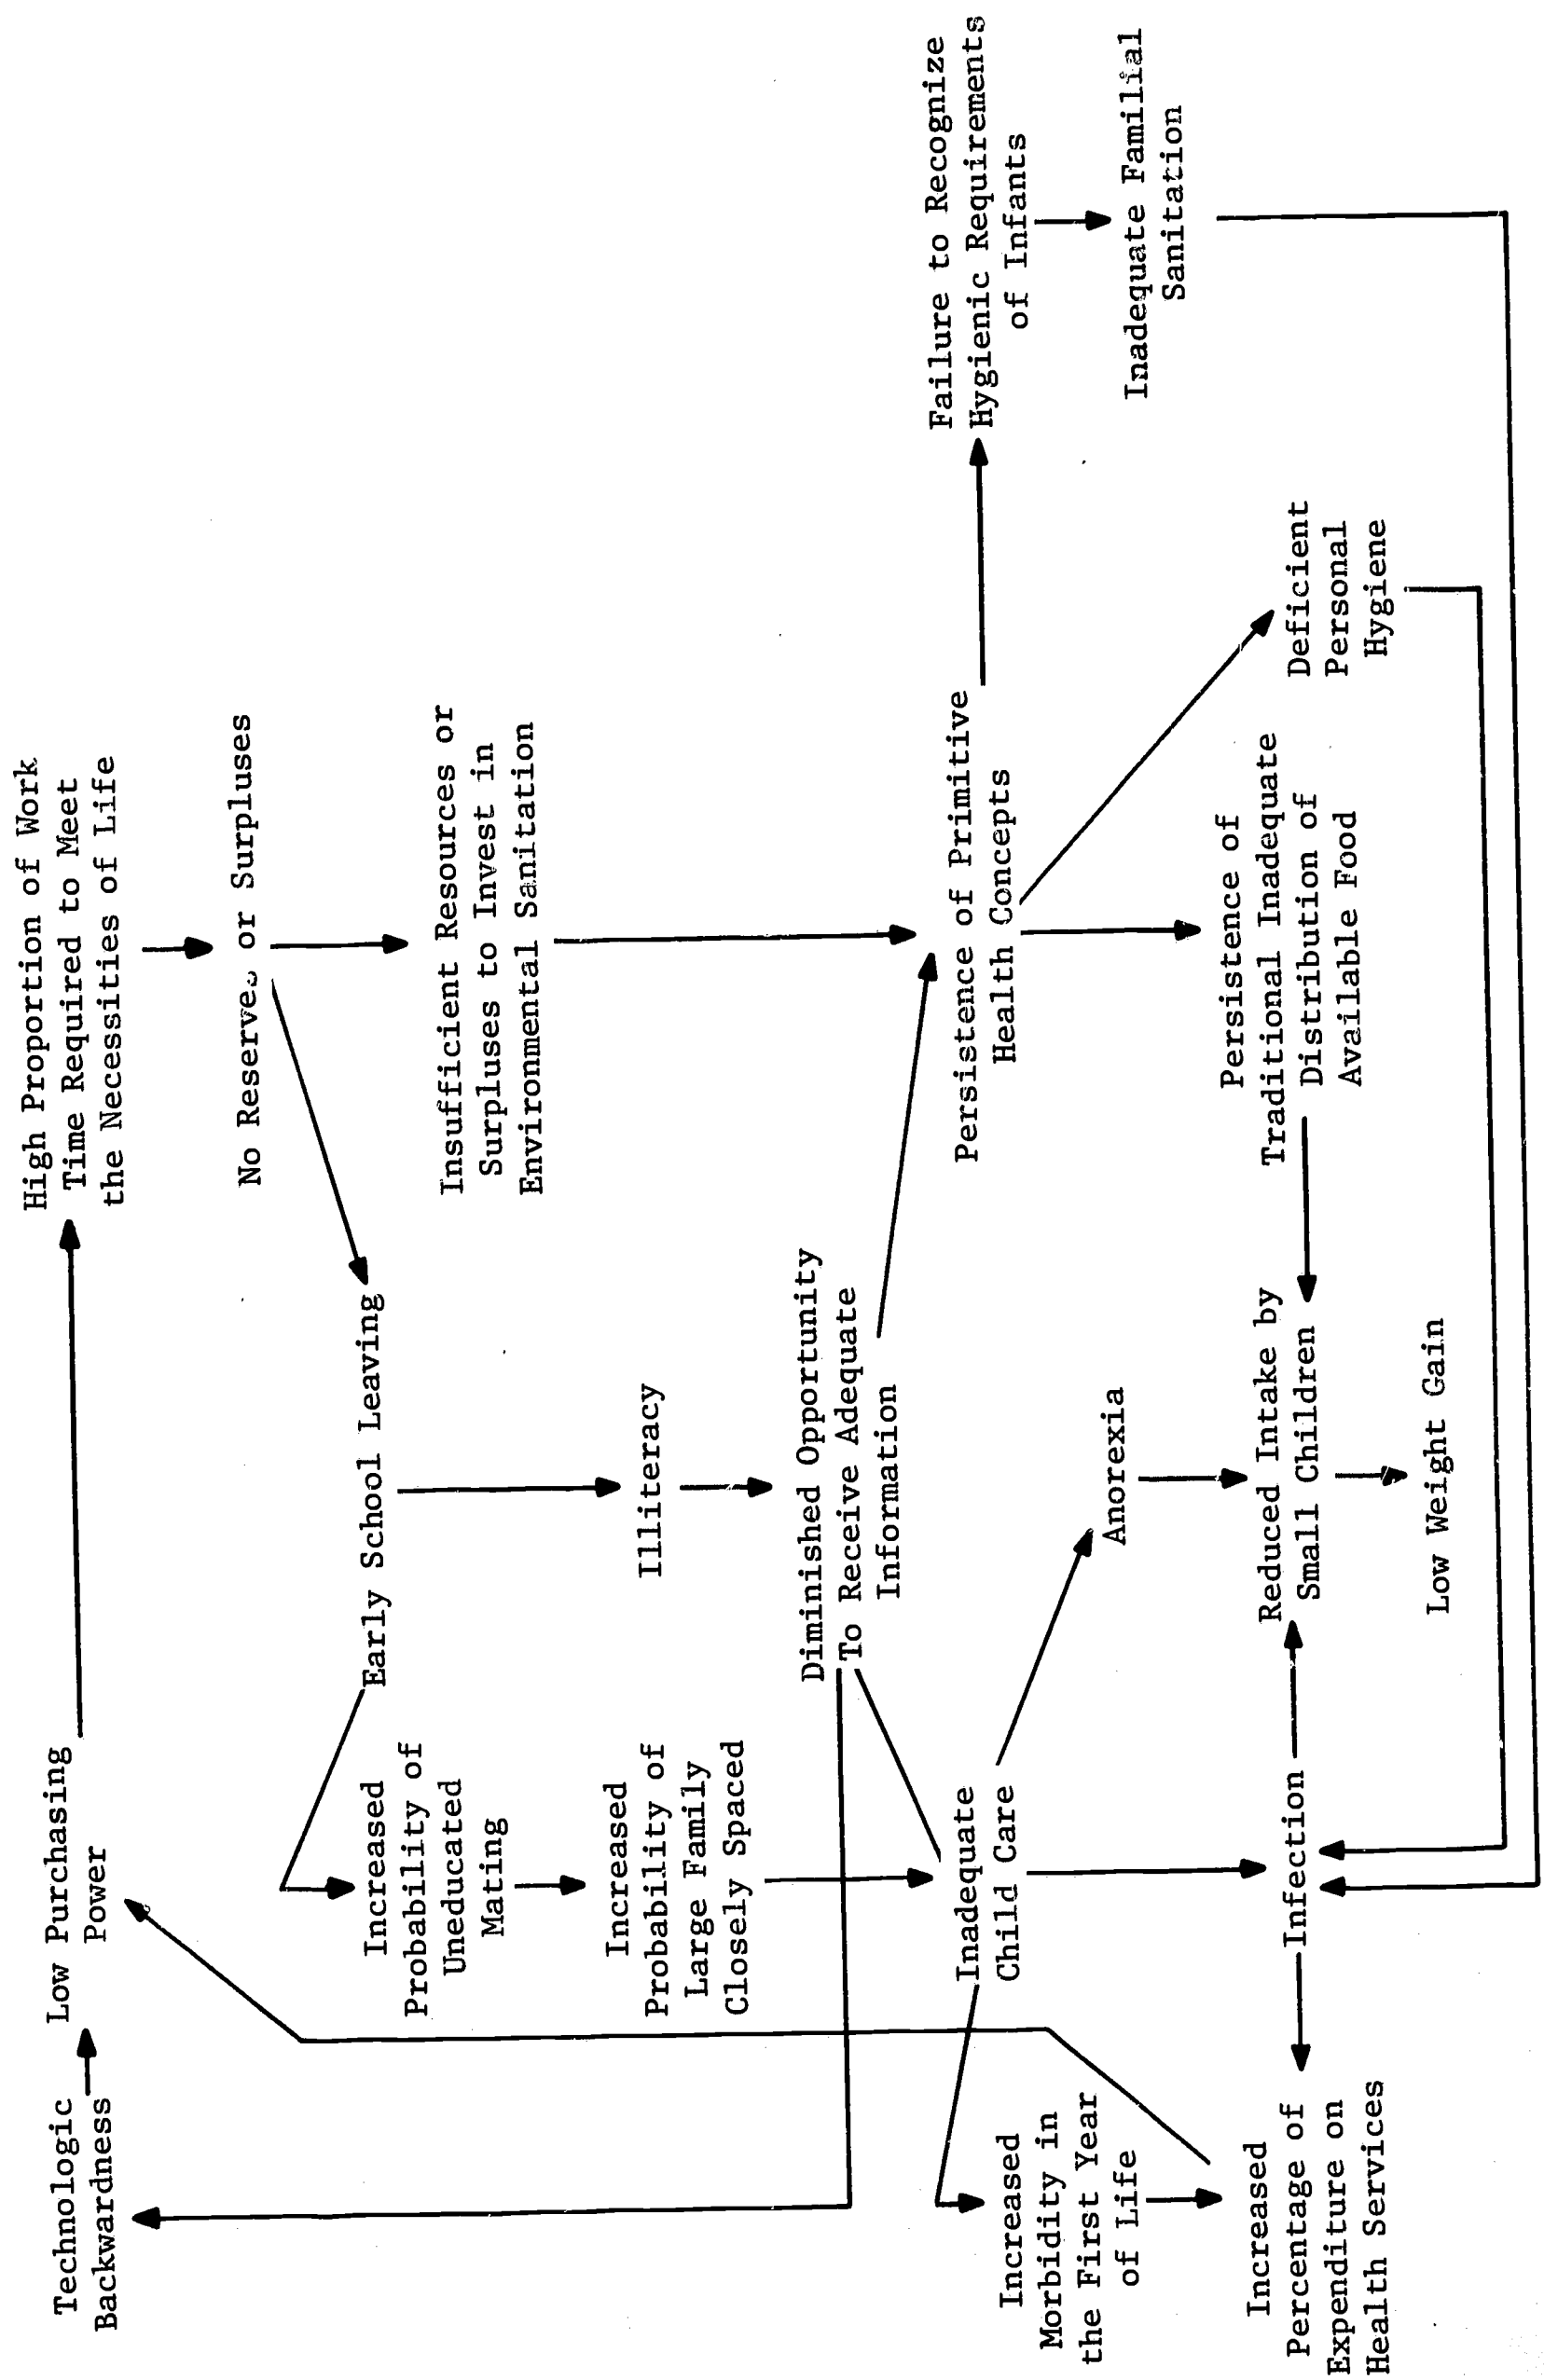 Technologic
Backwardness
Low Purchasing
Power
High Proportion of Work
Time Required to Meet
the Necessities of Life
No Reserves or Surpluses
Early School Leaving
Increased
Probability of
Uneducated
Mating
Insufficient Resources or
Surpluses to Invest in
Environmental Sanitation
Illiteracy
Increased
Probability of
Large Family
Closely Spaced
Diminished Opportunity
To Receive Adequate
Information
Inadequate
Child Care
Persistence of Primitive
Health Concepts
Failure to Recognize
Hygienic Requirements
of Infants
Increased
Morbidity in
the First Year
of Life
Anorexia
Inadequate Familial
Sanitation
Increased
Percentage of
Expenditure on
Health Services
Infection
Reduced Intake by
Small Children
Persistence of
Traditional Inadequate
Distribution of
Available Food
Deficient
Personal
Hygiene
Low Weight Gain